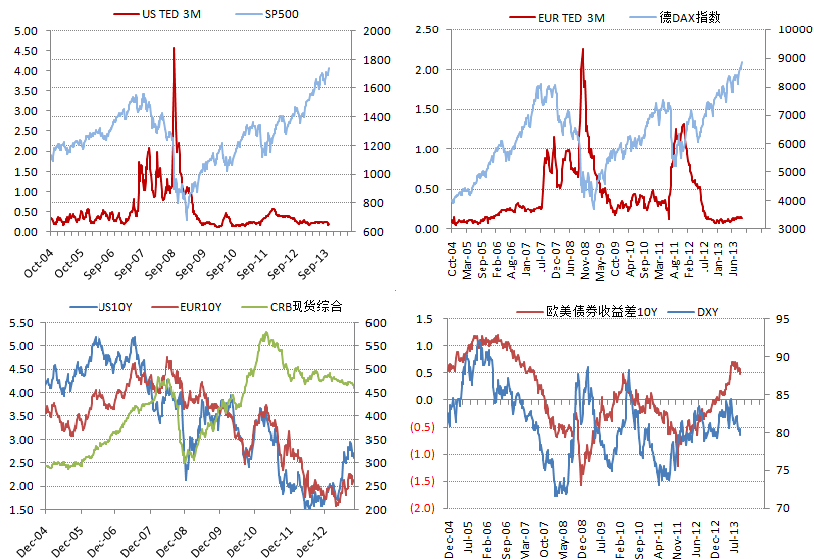 US TED 3M
SP500
5.00
4.50
4.00
3.50
3.00
2.50
2.00
1.50
1.00
0.50
0.00
2000
1800
1600
1400
1200
1000
800
600
Oct-04
Oct-05
Sep-06
Sep-07
Sep-08
Sep-09
Sep-10
Sep-11
Sep-12
Sep-13
EUR TED 3M
德DAX指数
2.50
2.00
1.50
1.00
0.50
0.00
10000
9000
8000
7000
6000
5000
4000
3000
Oct-04
Mar-05
Sep-05
Feb-06
Aug-06
Jan-07
Jul-07
Dec-07
Jun-08
Nov-08
May-09
Oct-09
Apr-10
Sep-10
Mar-11
Aug-11
Feb-12
Jul-12
Jan-13
Jun-13
US10Y
EUR10Y
CRB现货综合
5.50
5.00
4.50
4.00
3.50
3.00
2.50
2.00
1.50
600
550
500
450
400
350
300
250
200
Dec-04
Dec-05
Dec-06
Dec-07
Dec-08
Dec-09
Dec-10
Dec-11
Dec-12
欧美债券收益差10Y
DXY
1.5
1.0
0.5
0.0
(0.5)
(1.0)
(1.5)
(2.0)
95
90
85
80
75
70
Dec-04
Jul-05
Feb-06
Sep-06
Mar-07
Oct-07
May-08
Dec-08
Jul-09
Feb-10
Sep-10
Apr-11
Nov-11
Jun-12
Dec-12
Jul-13